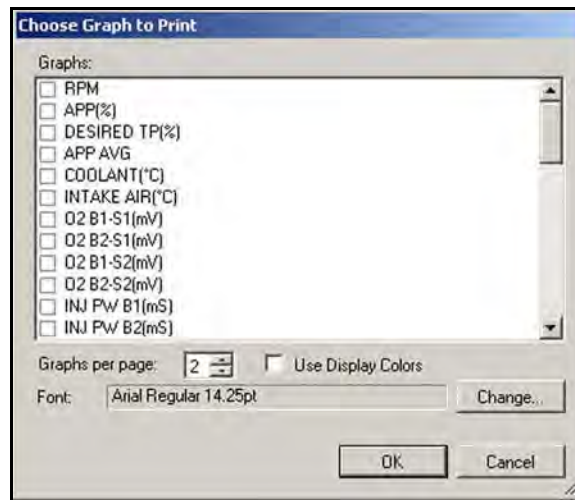 Choose Graph to Print
Graphs:
RPM
APP(%)
DESIRED TP(%)
APP AVG
COOLANT(°C)
INTAKE AIR(°C)
O2 B1-S1(mV)
O2 B2-S1(mV)
O2 B1-S2(mV)
O2 B2-S2(mV)
INJ PW B1(mS)
INJ PW B2(mS)
Graphs per page: 2 Use Display Colors
Font: Arial Regular 14.25pt Change...
OK Cancel